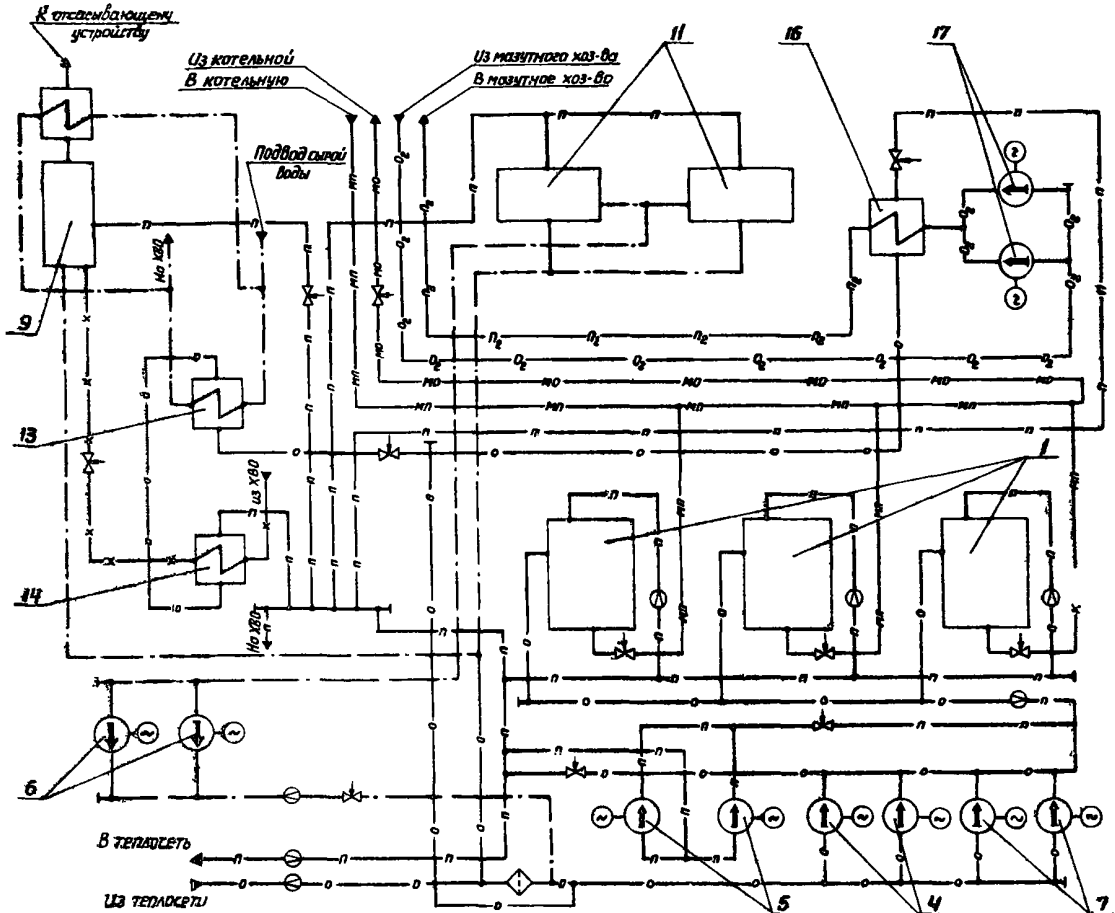 К отсасывающему
устройству
Из котельной
В котельную
Из мазутного хоз-ва
В мазутное хоз-во
11
16
17
Подвод сырой
воды
На ХВО
9
13
из ХВО
14
На ХВО
1
6
В теплосеть
Из теплосети
5
4
7